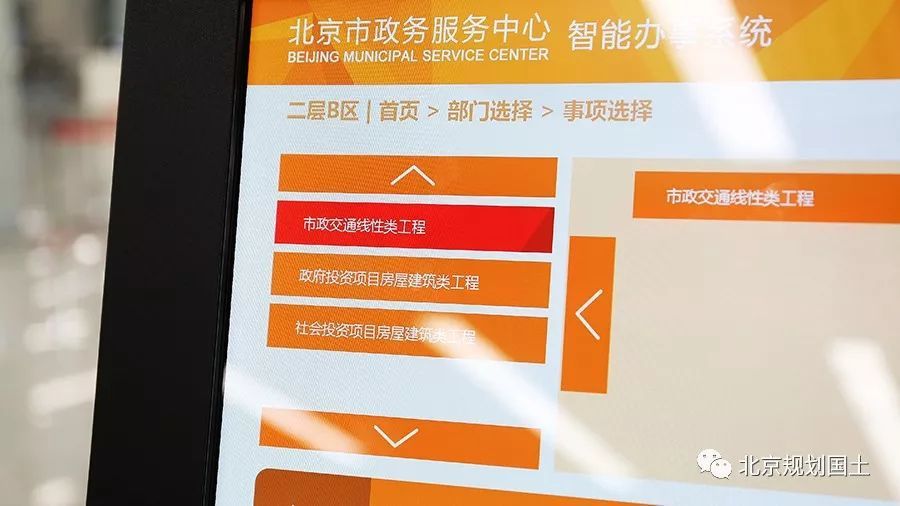 北京市政务服务中心 智能办事系统
BEIJING MUNICIPAL SERVICE CENTER
二层B区 | 首页 > 部门选择 > 事项选择
市政交通线性类工程
市政交通线性类工程
政府投资项目房屋建筑类工程
社会投资项目房屋建筑类工程
北京规划国土